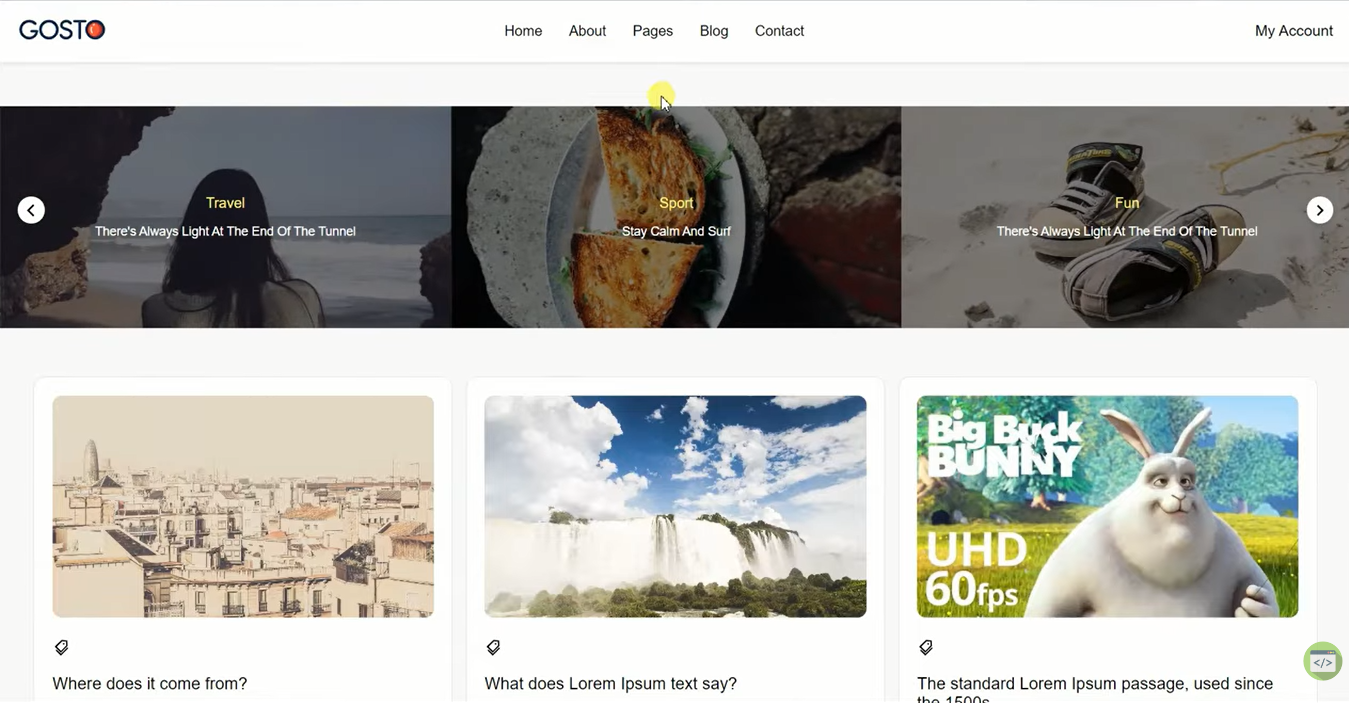 GOSTO
Home About Pages Blog Contact
My Account
Travel
There's Always Light At The End Of The Tunnel
Sport
Stay Calm And Surf
Fun
There's Always Light At The End Of The Tunnel
Big Buck
BUNNY
UHD
60fps
Where does it come from?
What does Lorem Ipsum text say?
The standard Lorem Ipsum passage, used since
the 1500s